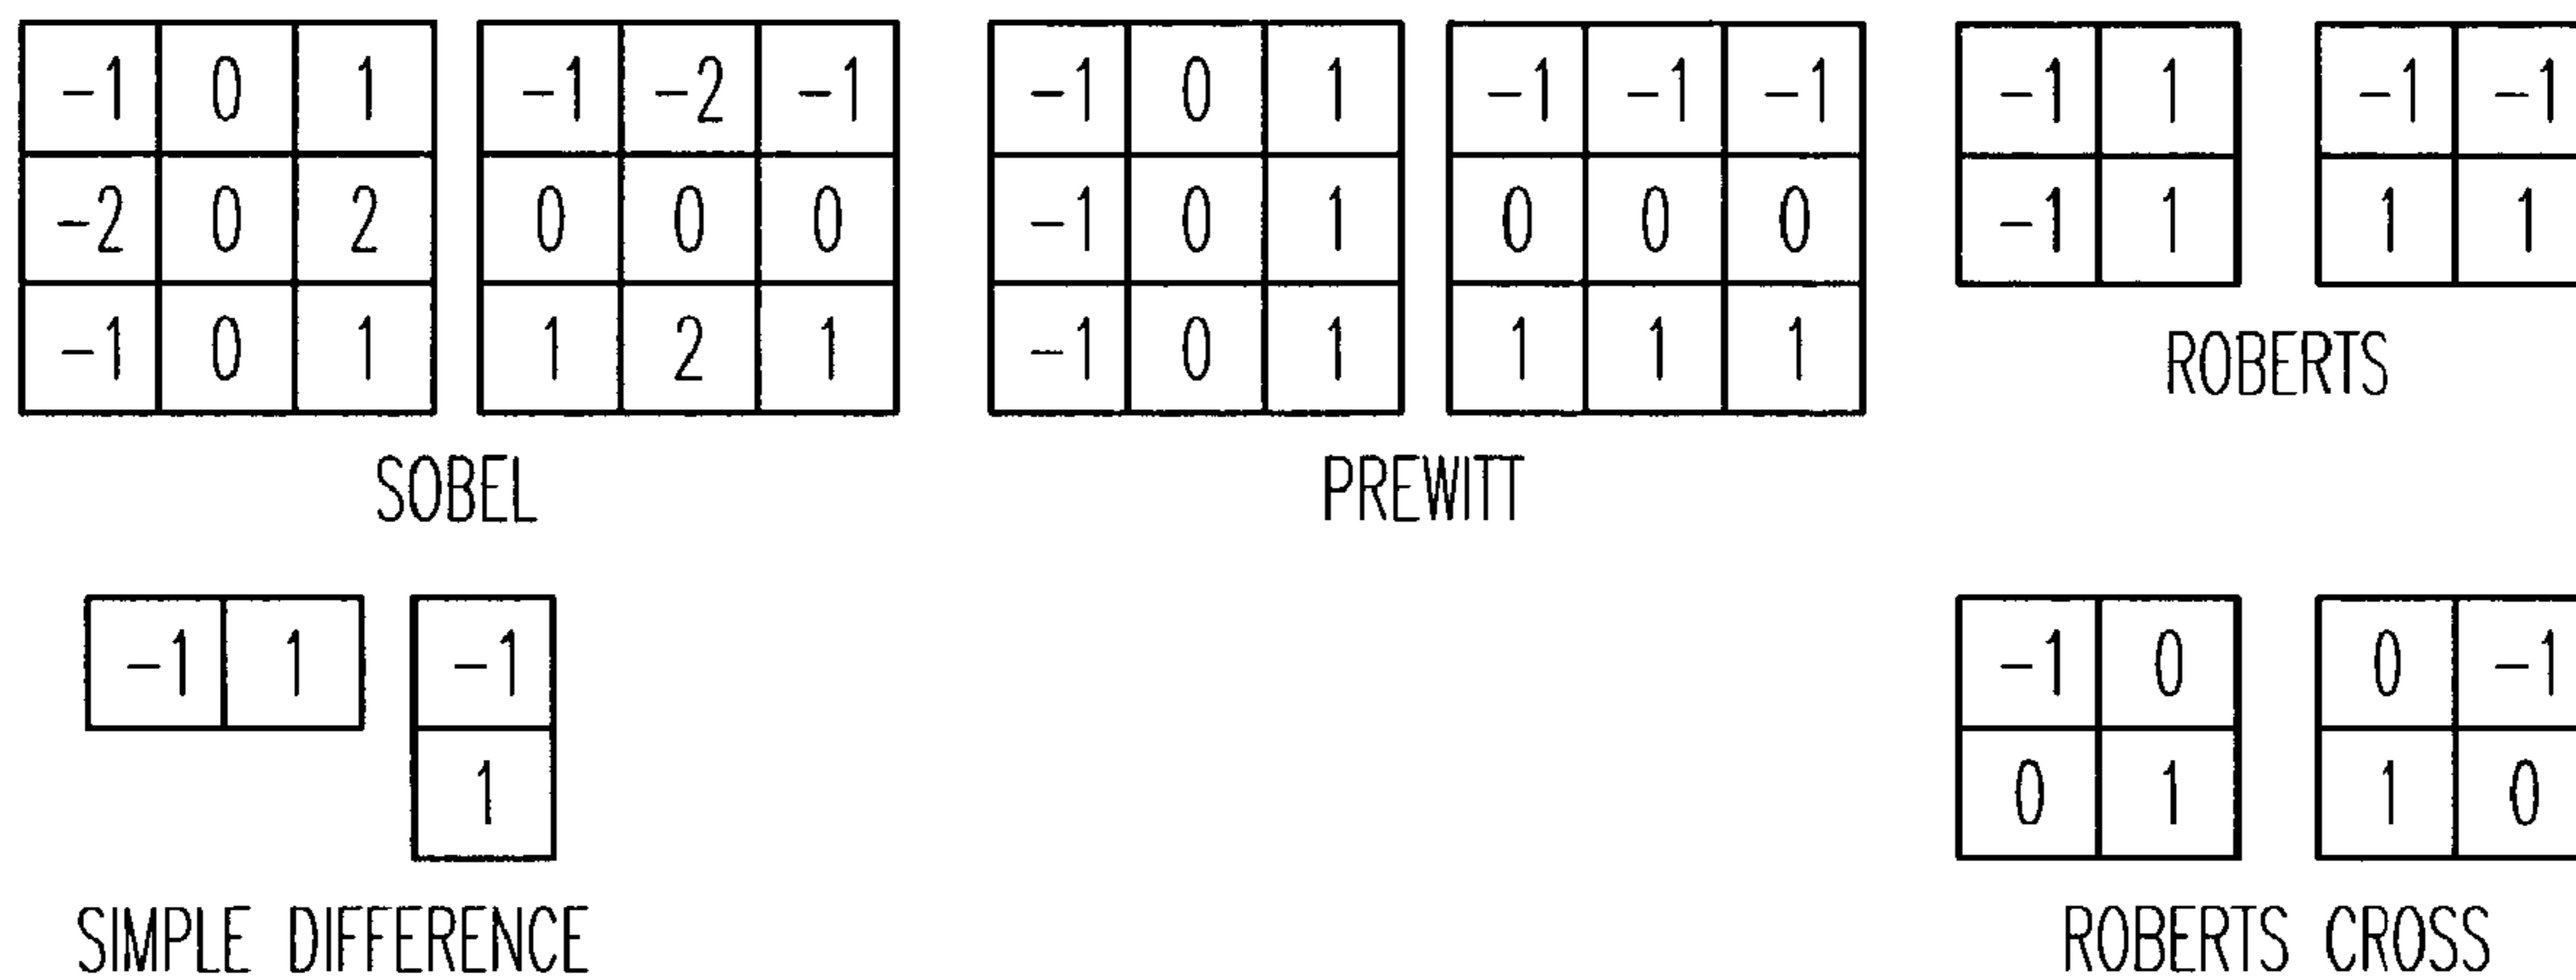 -1 0 1 -1 -2 -1 -1 0 1 -1 -1 -1 -1 1 -1 -1
-2 0 2 0 0 0 -1 0 1 0 0 0 -1 1 1 1
-1 0 1 1 2 1 -1 0 1 1 1 1
ROBERTS
SOBEL PREWITT
-1 1 -1 -1 0 0 -1
1 0 1 1 0
SIMPLE DIFFERENCE ROBERTS CROSS